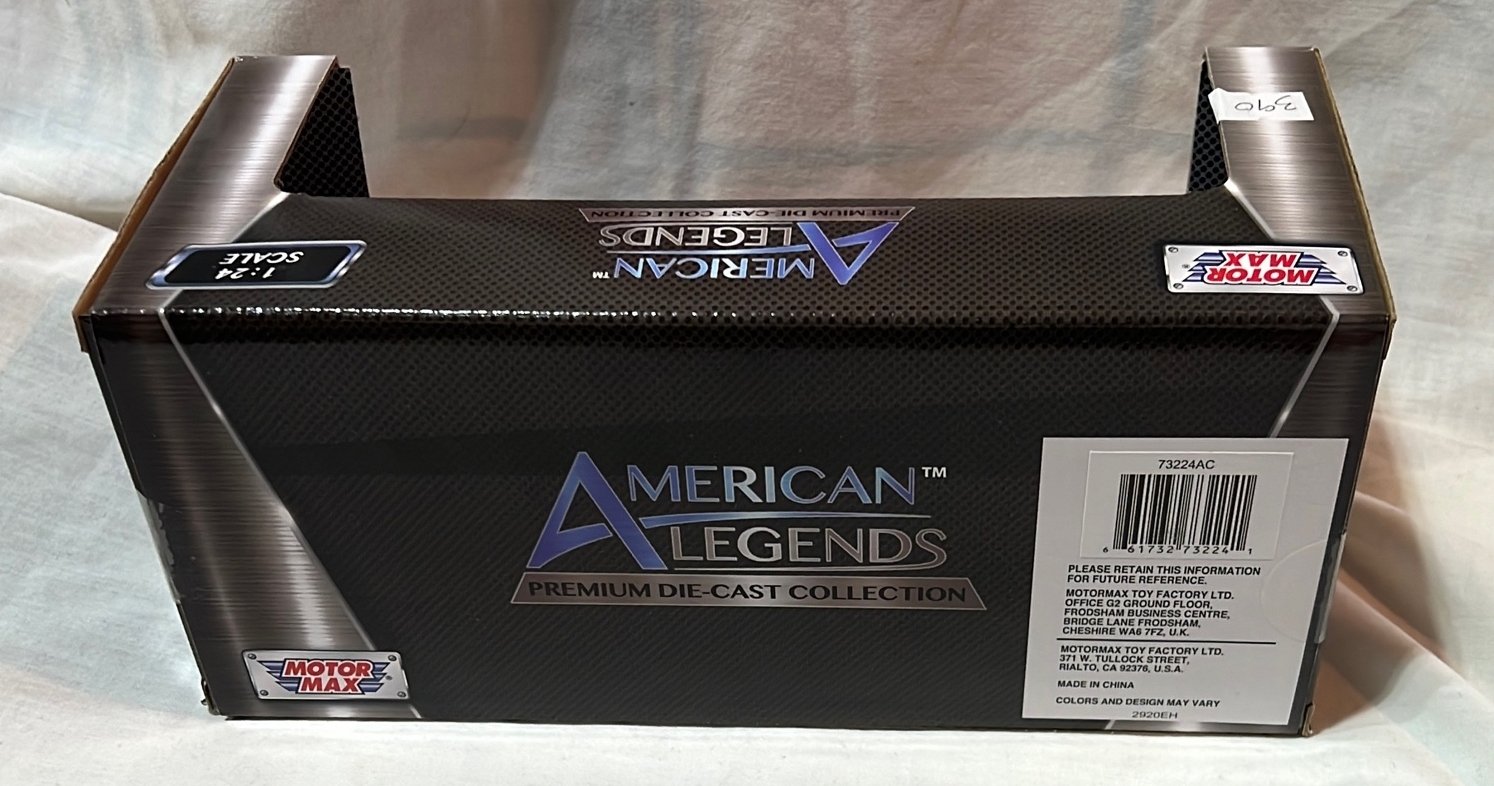 390
1:24
SCALE
AMERICAN™
LEGENDS
PREMIUM DIE-CAST COLLECTION
MOTOR
MAX®
AMERICAN™
LEGENDS
PREMIUM DIE-CAST COLLECTION
MOTOR
MAX®
73224AC
6 61732 73224 1
PLEASE RETAIN THIS INFORMATION
FOR FUTURE REFERENCE.
MOTORMAX TOY FACTORY LTD.
OFFICE G2 GROUND FLOOR,
FRODSHAM BUSINESS CENTRE,
BRIDGE LANE FRODSHAM,
CHESHIRE WA6 7FZ, U.K.
MOTORMAX TOY FACTORY LTD.
371 W. TULLOCK STREET,
RIALTO, CA 92376, U.S.A.
MADE IN CHINA
COLORS AND DESIGN MAY VARY
2920EH